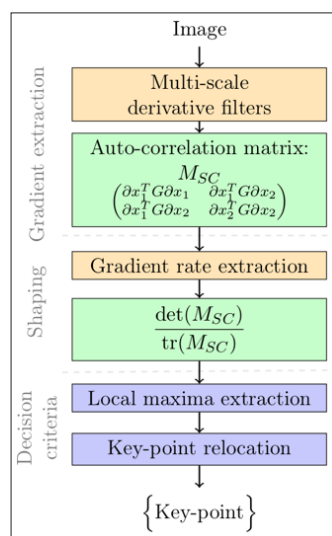 Image
Gradient extraction
Multi-scale
derivative filters
Auto-correlation matrix:
M_SC
(∂x₁ᵀG∂x₁ ∂x₁ᵀG∂x₂)
(∂x₁ᵀG∂x₂ ∂x₂ᵀG∂x₂)
Shaping
Gradient rate extraction
det(M_SC)
tr(M_SC)
Decision
criteria
Local maxima extraction
Key-point relocation
{Key-point}